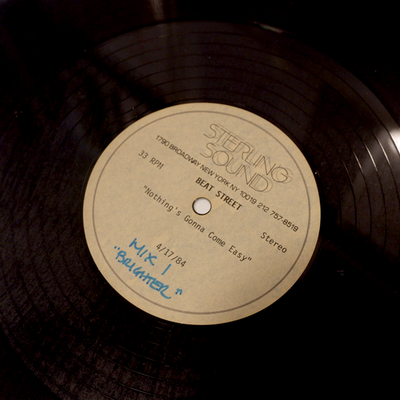 STERLING
SOUND
1790 BROADWAY NEW YORK NY 10019 212 757-8519
33 RPM
BEAT STREET
Stereo
"Nothing's Gonna Come Easy"
4/17/84
MIX 1
"BRIGHTER"